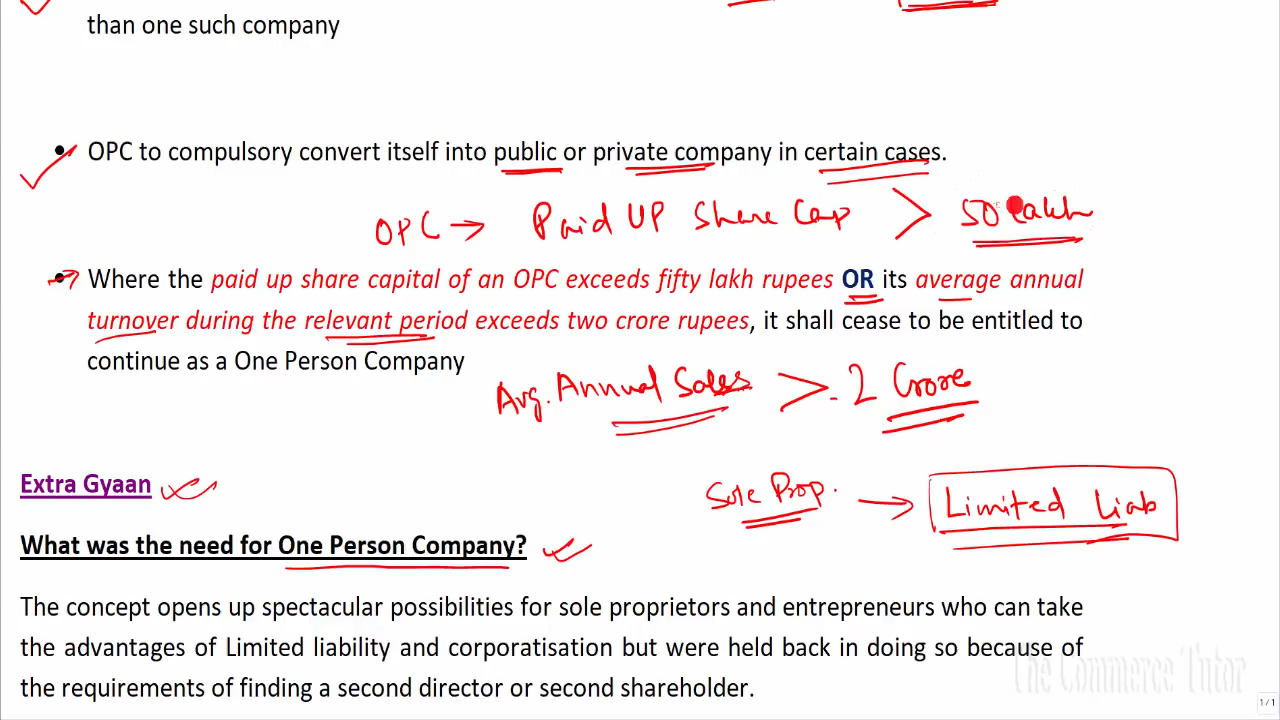 than one such company
• OPC to compulsory convert itself into public or private company in certain cases.
OPC → Paid UP Share Cap > 50 Lakh
• Where the paid up share capital of an OPC exceeds fifty lakh rupees OR its average annual
turnover during the relevant period exceeds two crore rupees, it shall cease to be entitled to
continue as a One Person Company
Avg. Annual Sales > 2 Crore
Extra Gyaan
Sole Prop. → Limited Liab
What was the need for One Person Company?
The concept opens up spectacular possibilities for sole proprietors and entrepreneurs who can take
the advantages of Limited liability and corporatisation but were held back in doing so because of
the requirements of finding a second director or second shareholder.
The Commerce Tutor
1/1